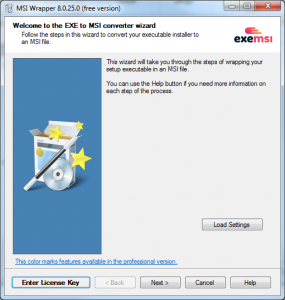 MSI Wrapper 8.0.25.0 (free version)
Welcome to the EXE to MSI converter wizard
Follow the steps in this wizard to convert your executable installer to
an MSI file.
exemsi
This wizard will take you through the steps of wrapping your
setup executable in an MSI file.
You can use the Help button if you need more information on
each step of the process.
Load Settings
This color marks features available in the professional version.
Enter License Key
< Back
Next >
Cancel
Help